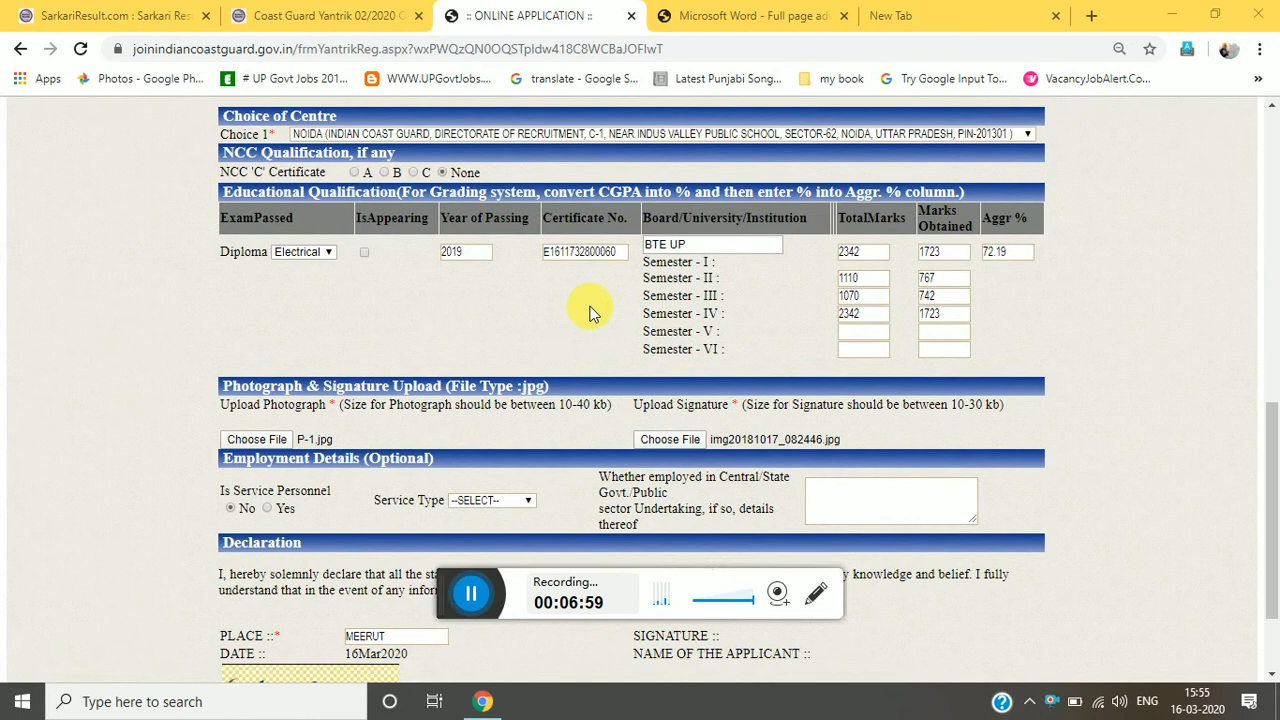 SarkariResult.com : Sarkari Res
Coast Guard Yantrik 02/2020 C
:: ONLINE APPLICATION ::
Microsoft Word - Full page adv
New Tab
joinindiancoastguard.gov.in/frmYantrikReg.aspx?wxPWQzQN0OQSTpIdw418C8WCBaJOFIwT
Apps
Photos - Google Ph...
# UP Govt Jobs 201...
WWW.UPGovtJobs....
translate - Google S...
Latest Punjabi Song...
my book
Try Google Input To...
VacancyJobAlert.Co...
»
Choice of Centre
Choice 1* NOIDA (INDIAN COAST GUARD, DIRECTORATE OF RECRUITMENT, C-1, NEAR INDUS VALLEY PUBLIC SCHOOL, SECTOR-62, NOIDA, UTTAR PRADESH, PIN-201301 )
NCC Qualification, if any
NCC 'C' Certificate A B C None
Educational Qualification(For Grading system, convert CGPA into % and then enter % into Aggr. % column.)
ExamPassed IsAppearing Year of Passing Certificate No. Board/University/Institution TotalMarks Marks Obtained Aggr %
Diploma Electrical 2019 E1611732800060 BTE UP
Semester - I : 2342 1723 72.19
Semester - II : 1110 767
Semester - III : 1070 742
Semester - IV : 2342 1723
Semester - V :
Semester - VI :
Photograph & Signature Upload (File Type :jpg)
Upload Photograph * (Size for Photograph should be between 10-40 kb) Upload Signature * (Size for Signature should be between 10-30 kb)
Choose File P-1.jpg Choose File img20181017_082446.jpg
Employment Details (Optional)
Is Service Personnel
No Yes
Service Type --SELECT--
Whether employed in Central/State
Govt./Public
sector Undertaking, if so, details
thereof
Declaration
I, hereby solemnly declare that all the sta y knowledge and belief. I fully
understand that in the event of any infor
Recording...
00:06:59
PLACE ::* MEERUT SIGNATURE ::
DATE :: 16Mar2020 NAME OF THE APPLICANT ::
Type here to search
ENG
15:55
16-03-2020